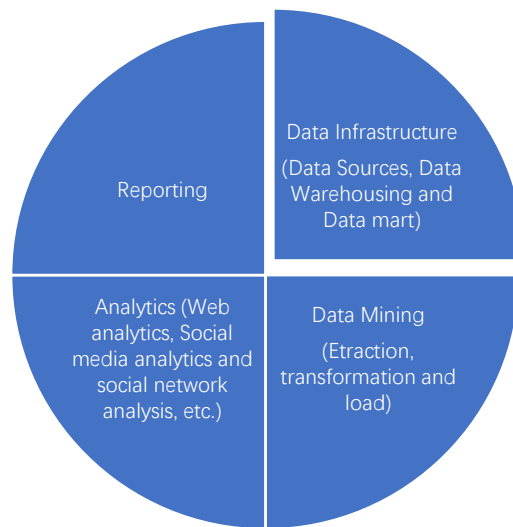 Data Infrastructure
(Data Sources, Data
Warehousing and
Data mart)
Reporting
Analytics (Web
analytics, Social
media analytics and
social network
analysis, etc.)
Data Mining
(Etraction,
transformation and
load)